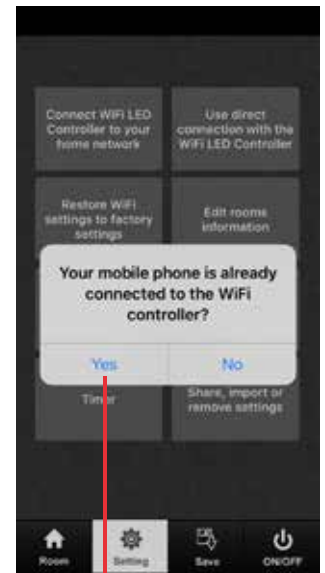 Connect WiFi LED
Controller to your
home network
Use direct
connection with the
WiFi LED Controller
Restore WiFi
settings to factory
settings
Edit rooms
information
Your mobile phone is already
connected to the WiFi
controller?
Yes
No
Timer
Share, import or
remove settings
Room
Setting
Save
ON/OFF